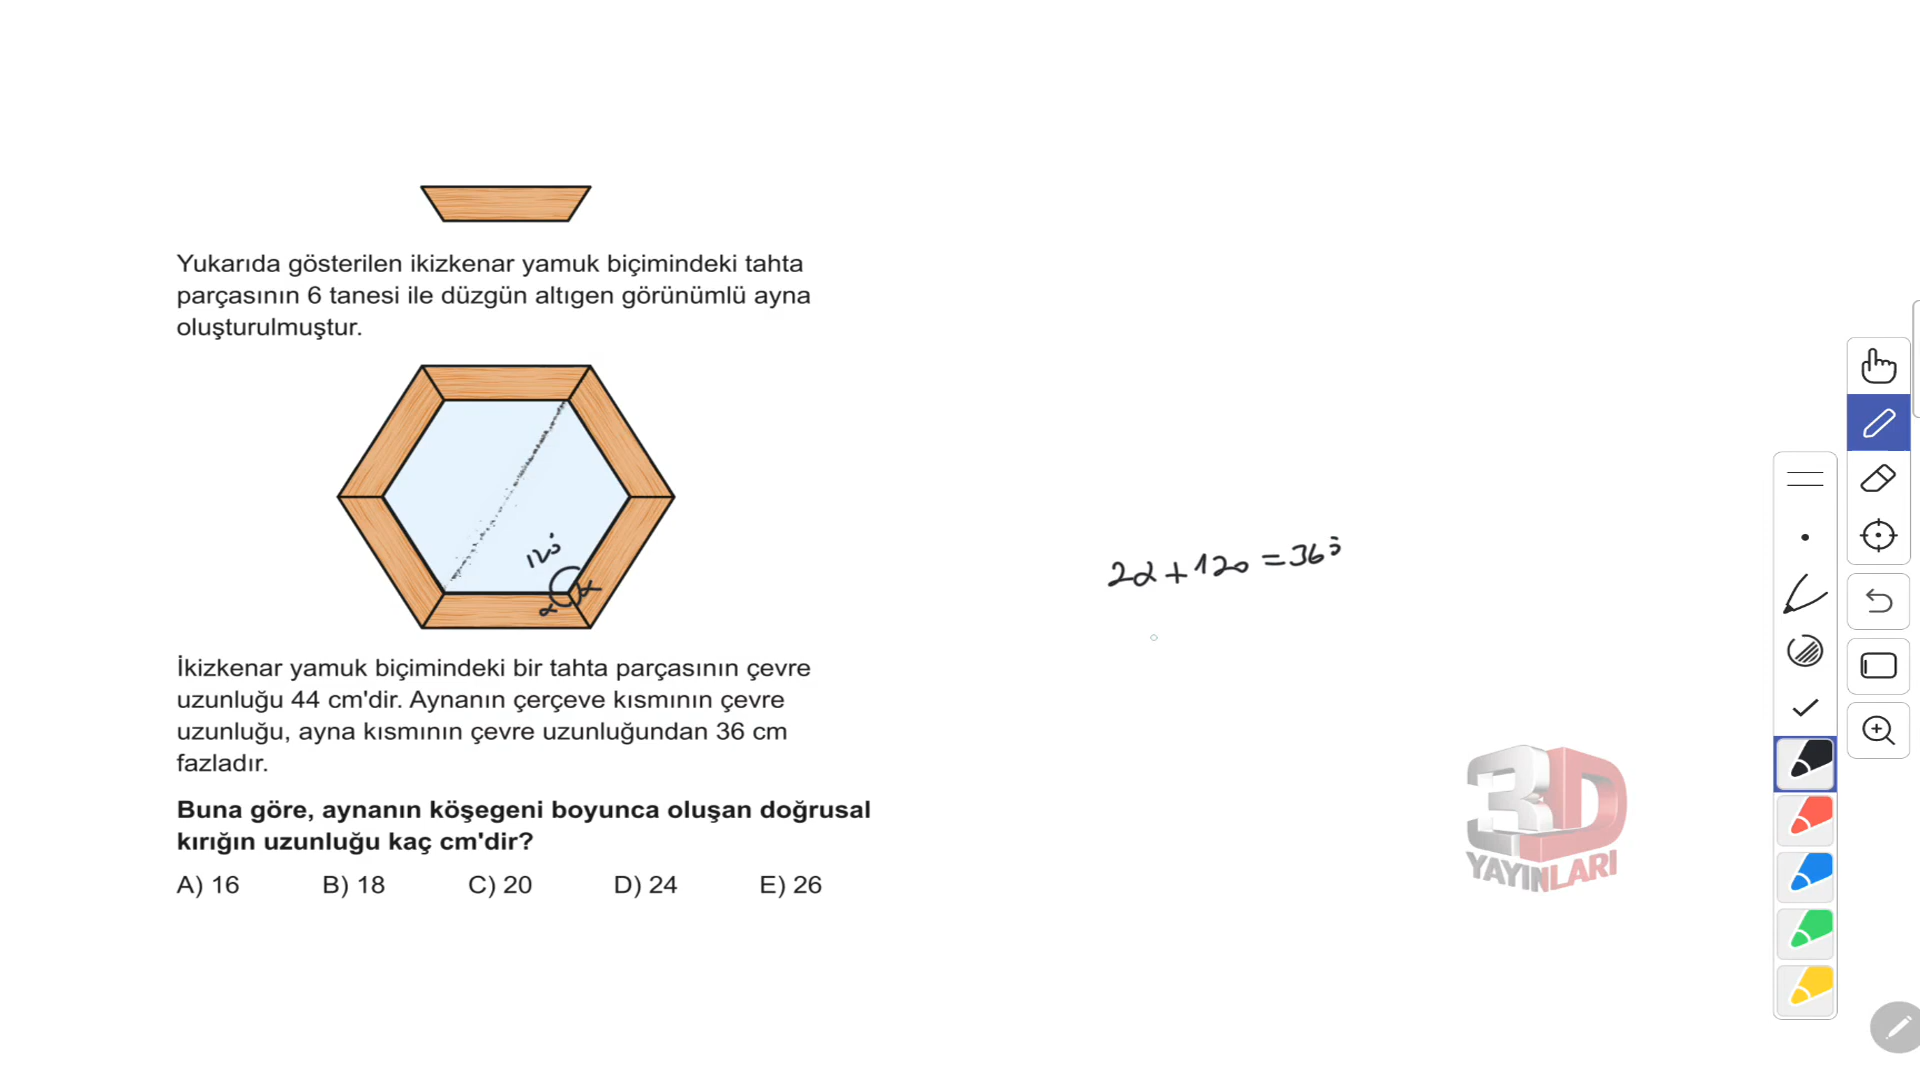 Yukarıda gösterilen ikizkenar yamuk biçimindeki tahta
parçasının 6 tanesi ile düzgün altıgen görünümlü ayna
oluşturulmuştur.
120°
α α
2α + 120 = 360°
İkizkenar yamuk biçimindeki bir tahta parçasının çevre
uzunluğu 44 cm'dir. Aynanın çerçeve kısmının çevre
uzunluğu, ayna kısmının çevre uzunluğundan 36 cm
fazladır.
Buna göre, aynanın köşegeni boyunca oluşan doğrusal
kırığın uzunluğu kaç cm'dir?
A) 16 B) 18 C) 20 D) 24 E) 26
3D
YAYINLARI